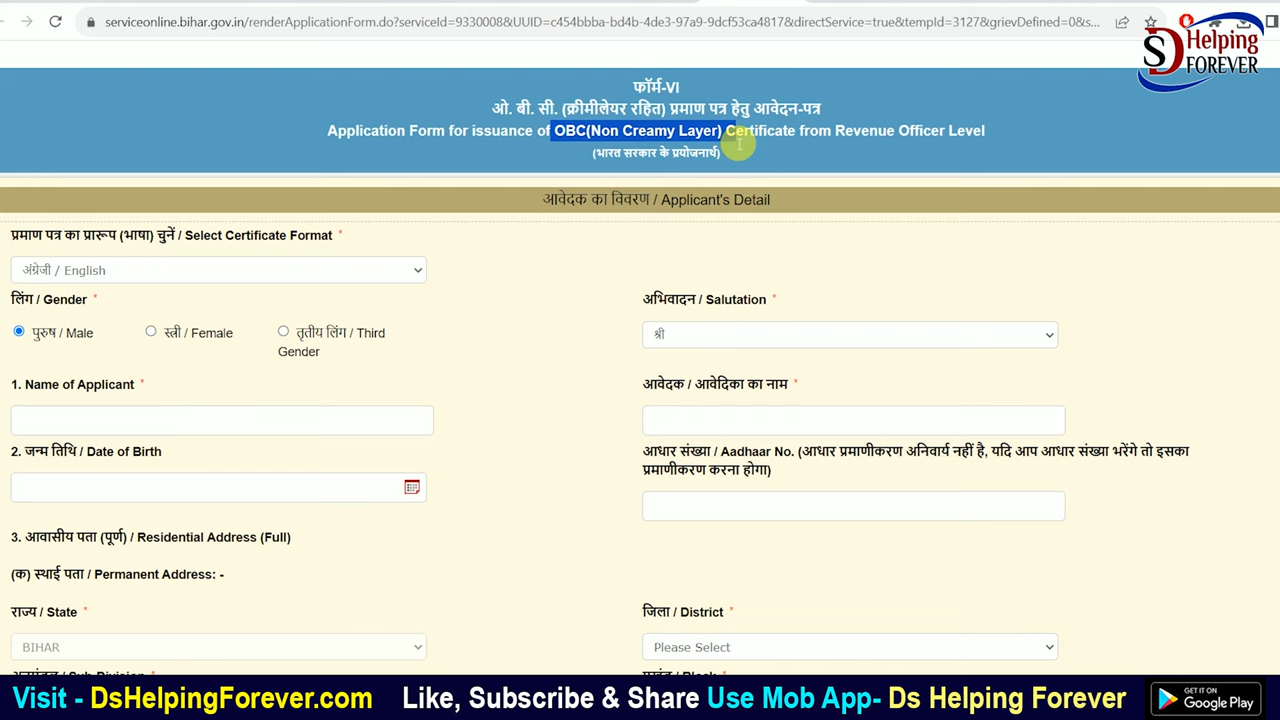 serviceonline.bihar.gov.in/renderApplicationForm.do?serviceId=9330008&UUID=c454bbba-bd4b-4de3-97a9-9dcf53ca4817&directService=true&tempId=3127&grievDefined=0&s...
SD Helping
FOREVER
फॉर्म-VI
ओ. बी. सी. (क्रीमीलेयर रहित) प्रमाण पत्र हेतु आवेदन-पत्र
Application Form for issuance of OBC(Non Creamy Layer) Certificate from Revenue Officer Level
(भारत सरकार के प्रयोजनार्थ)
आवेदक का विवरण / Applicant's Detail
प्रमाण पत्र का प्रारूप (भाषा) चुनें / Select Certificate Format *
अंग्रेजी / English
लिंग / Gender *
अभिवादन / Salutation *
पुरुष / Male
स्त्री / Female
तृतीय लिंग / Third
Gender
श्री
1. Name of Applicant *
आवेदक / आवेदिका का नाम *
2. जन्म तिथि / Date of Birth
आधार संख्या / Aadhaar No. (आधार प्रमाणीकरण अनिवार्य नहीं है, यदि आप आधार संख्या भरेंगे तो इसका
प्रमाणीकरण करना होगा)
3. आवासीय पता (पूर्ण) / Residential Address (Full)
(क) स्थाई पता / Permanent Address: -
राज्य / State *
जिला / District *
BIHAR
Please Select
Visit - DsHelpingForever.com Like, Subscribe & Share Use Mob App- Ds Helping Forever
GET IT ON
Google Play